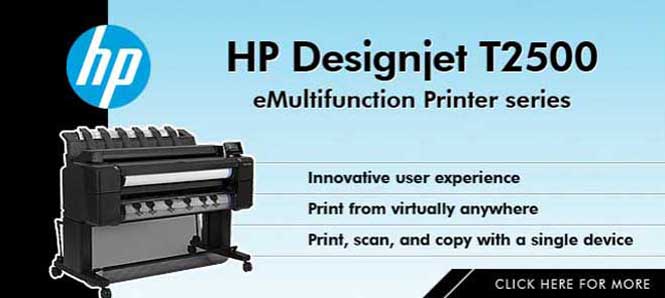 hp
HP Designjet T2500
eMultifunction Printer series
Innovative user experience
Print from virtually anywhere
Print, scan, and copy with a single device
CLICK HERE FOR MORE